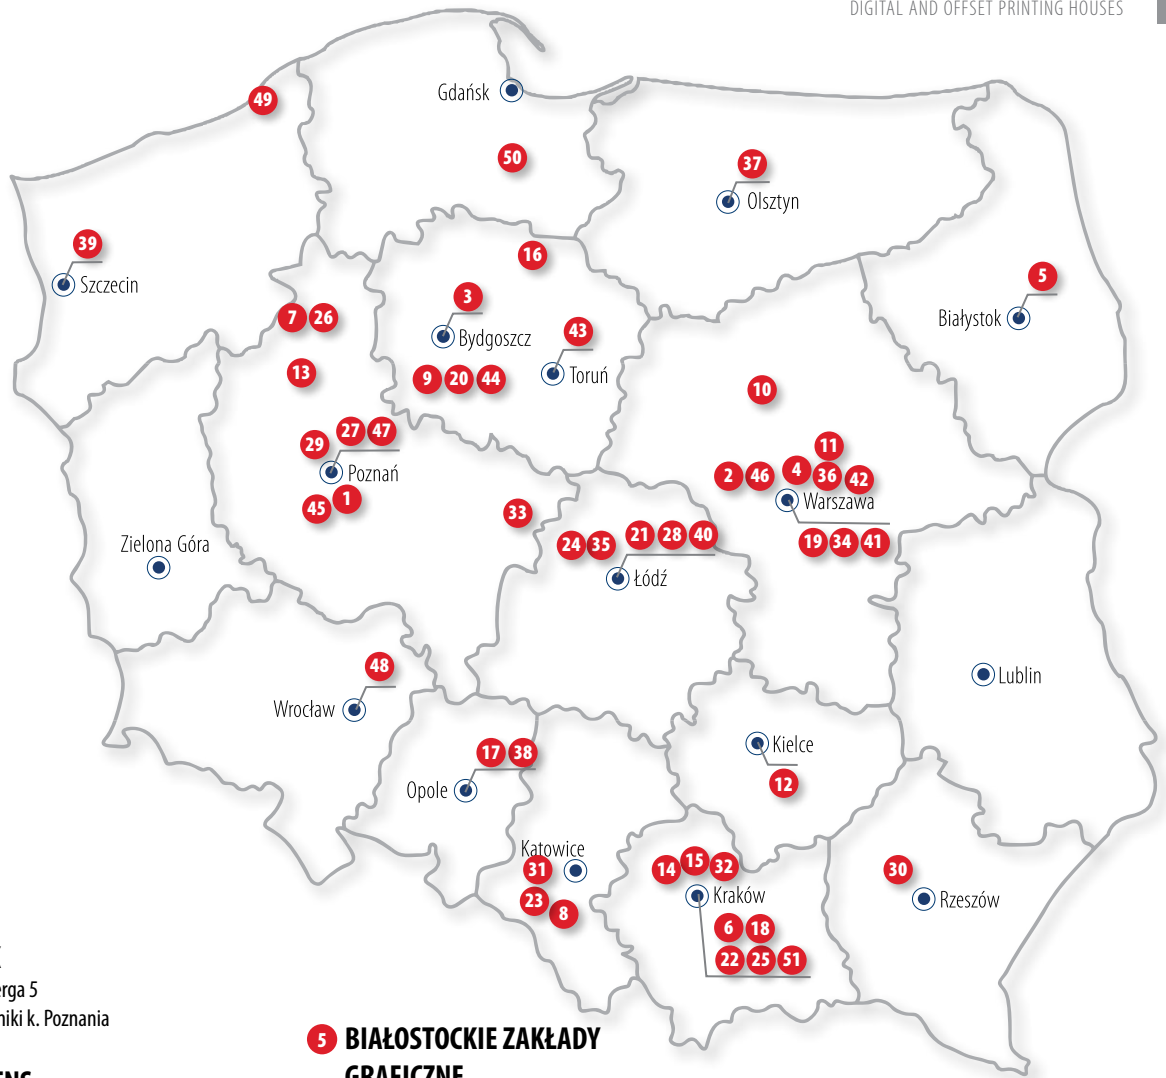 DIGITAL AND OFFSET PRINTING HOUSES
49
Gdańsk
50
37
Olsztyn
39
Szczecin
16
5
Białystok
7 26
3
Bydgoszcz
43
Toruń
13
9 20 44
10
29
27 47
Poznań
45 1
11
2 46 4 36 42
Warszawa
19 34 41
33
24 35
21 28 40
Łódź
Zielona Góra
48
Wrocław
Lublin
17 38
Opole
Kielce
12
Katowice
31
23 8
14 15 32
Kraków
6 18
22 25 51
30
Rzeszów
erga 5
niki k. Poznania
5 BIAŁOSTOCKIE ZAKŁADY
GRAFICZNE